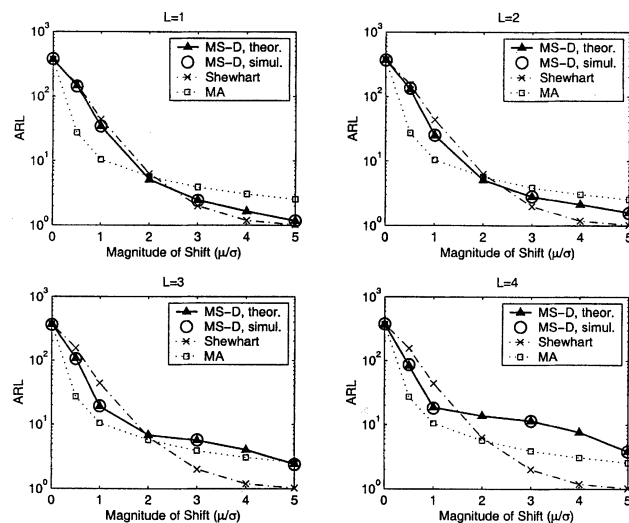 L=1
10³
10²
10¹
10⁰
ARL
MS-D, theor.
MS-D, simul.
Shewhart
MA
0 1 2 3 4 5
Magnitude of Shift (μ/σ)
L=2
10³
10²
10¹
10⁰
ARL
MS-D, theor.
MS-D, simul.
Shewhart
MA
0 1 2 3 4 5
Magnitude of Shift (μ/σ)
L=3
10³
10²
10¹
10⁰
ARL
MS-D, theor.
MS-D, simul.
Shewhart
MA
0 1 2 3 4 5
Magnitude of Shift (μ/σ)
L=4
10³
10²
10¹
10⁰
ARL
MS-D, theor.
MS-D, simul.
Shewhart
MA
0 1 2 3 4 5
Magnitude of Shift (μ/σ)